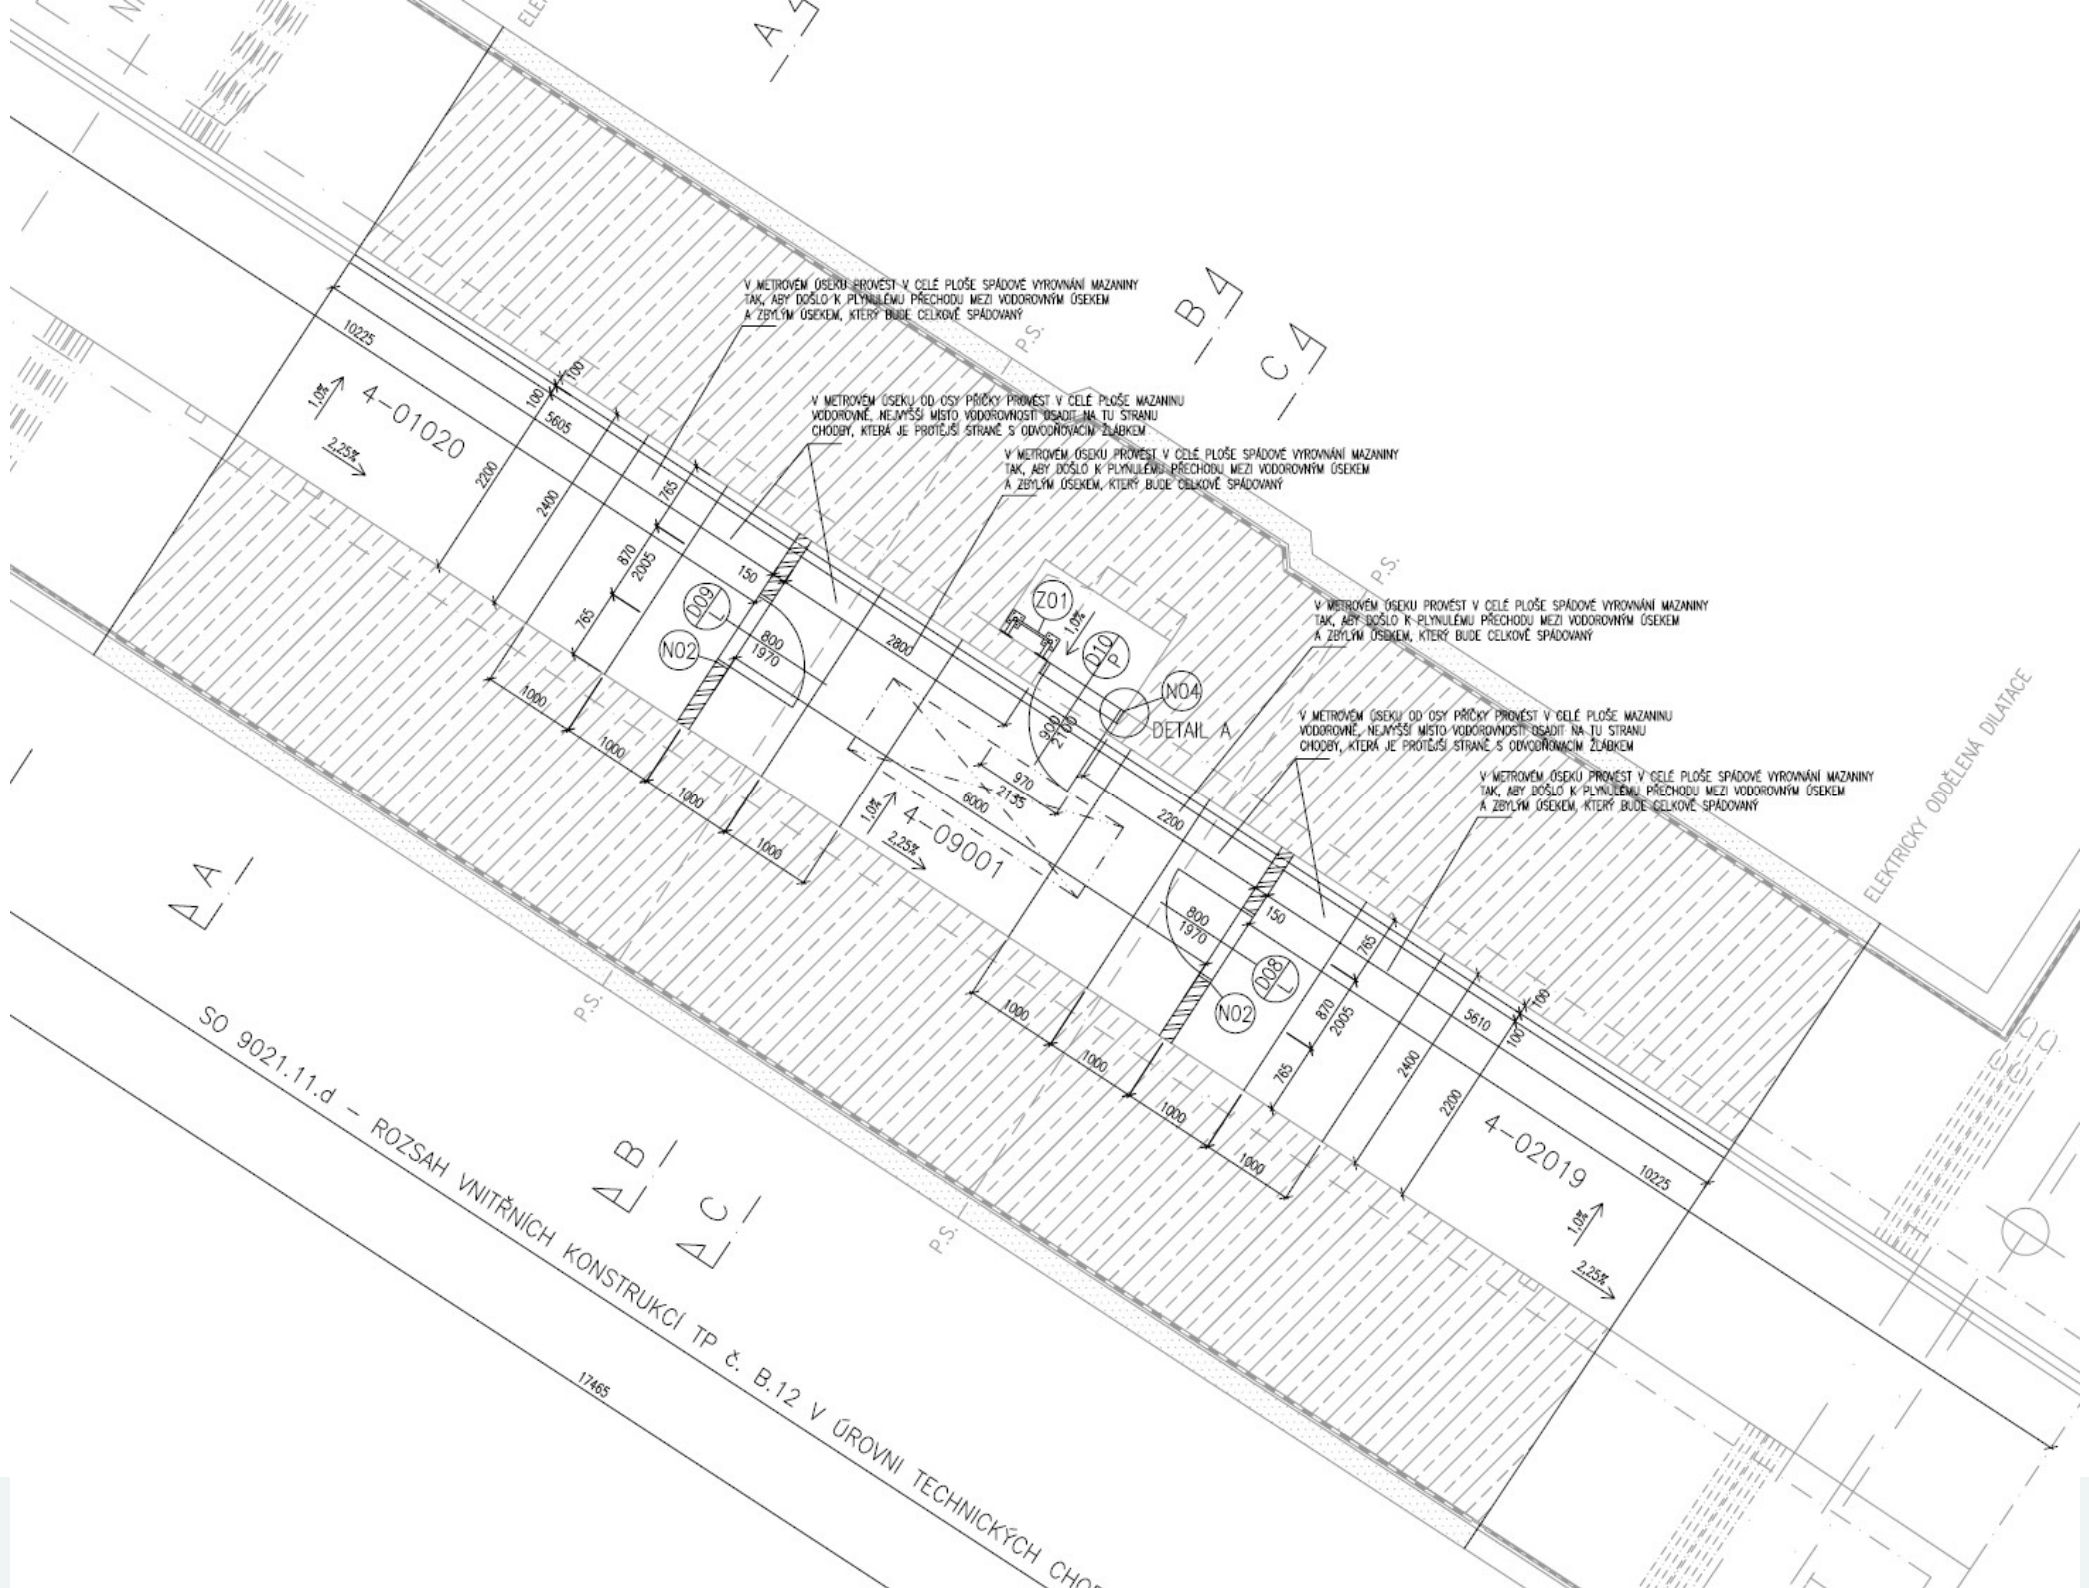 A
V METROVÉM ÚSEKU PROVÉST V CELÉ PLOŠE SPÁDOVÉ VYROVNÁNÍ MAZANINY
TAK, ABY DOŠLO K PLYNULÉMU PŘECHODU MEZI VODOROVNÝM ÚSEKEM
A ZBYLÝM ÚSEKEM, KTERÝ BUDE CELKOVĚ SPÁDOVANÝ
B
C
P.S.
10225
1,0%
4-01020
2,25%
100
100
5605
2200
2400
V METROVÉM ÚSEKU OD OSY PŘÍČKY PROVÉST V CELÉ PLOŠE MAZANINU
VODOROVNĚ, NEJVYŠŠÍ MÍSTO VODOROVNOSTI OSADIT NA TU STRANU
CHODBY, KTERÁ JE PROTĚJŠÍ STRANĚ S ODVODŇOVACÍM ŽLÁBKEM
V METROVÉM ÚSEKU PROVÉST V CELÉ PLOŠE SPÁDOVÉ VYROVNÁNÍ MAZANINY
TAK, ABY DOŠLO K PLYNULÉMU PŘECHODU MEZI VODOROVNÝM ÚSEKEM
A ZBYLÝM ÚSEKEM, KTERÝ BUDE CELKOVĚ SPÁDOVANÝ
765
870
2005
765
150
D09
L
N02
800
1970
2800
Z01
1,0%
D10
P
N04
DETAIL A
900
2100
P.S.
V METROVÉM ÚSEKU PROVÉST V CELÉ PLOŠE SPÁDOVÉ VYROVNÁNÍ MAZANINY
TAK, ABY DOŠLO K PLYNULÉMU PŘECHODU MEZI VODOROVNÝM ÚSEKEM
A ZBYLÝM ÚSEKEM, KTERÝ BUDE CELKOVĚ SPÁDOVANÝ
V METROVÉM ÚSEKU OD OSY PŘÍČKY PROVÉST V CELÉ PLOŠE MAZANINU
VODOROVNĚ, NEJVYŠŠÍ MÍSTO VODOROVNOSTI OSADIT NA TU STRANU
CHODBY, KTERÁ JE PROTĚJŠÍ STRANĚ S ODVODŇOVACÍM ŽLÁBKEM
V METROVÉM ÚSEKU PROVÉST V CELÉ PLOŠE SPÁDOVÉ VYROVNÁNÍ MAZANINY
TAK, ABY DOŠLO K PLYNULÉMU PŘECHODU MEZI VODOROVNÝM ÚSEKEM
A ZBYLÝM ÚSEKEM, KTERÝ BUDE CELKOVĚ SPÁDOVANÝ
ELEKTRICKY ODDĚLENÁ DILATACE
1000
1000
1000
1000
970
2155
6000
1,0%
4-09001
2,25%
2200
800
1970
150
D08
L
N02
765
870
2005
765
1000
1000
1000
1000
100
100
5610
2400
2200
4-02019
10225
1,0%
2,25%
A
P.S.
P.S.
B
C
SO 9021.11.d - ROZSAH VNITŘNÍCH KONSTRUKCÍ TP č. B.12 V ÚROVNI TECHNICKÝCH
17465